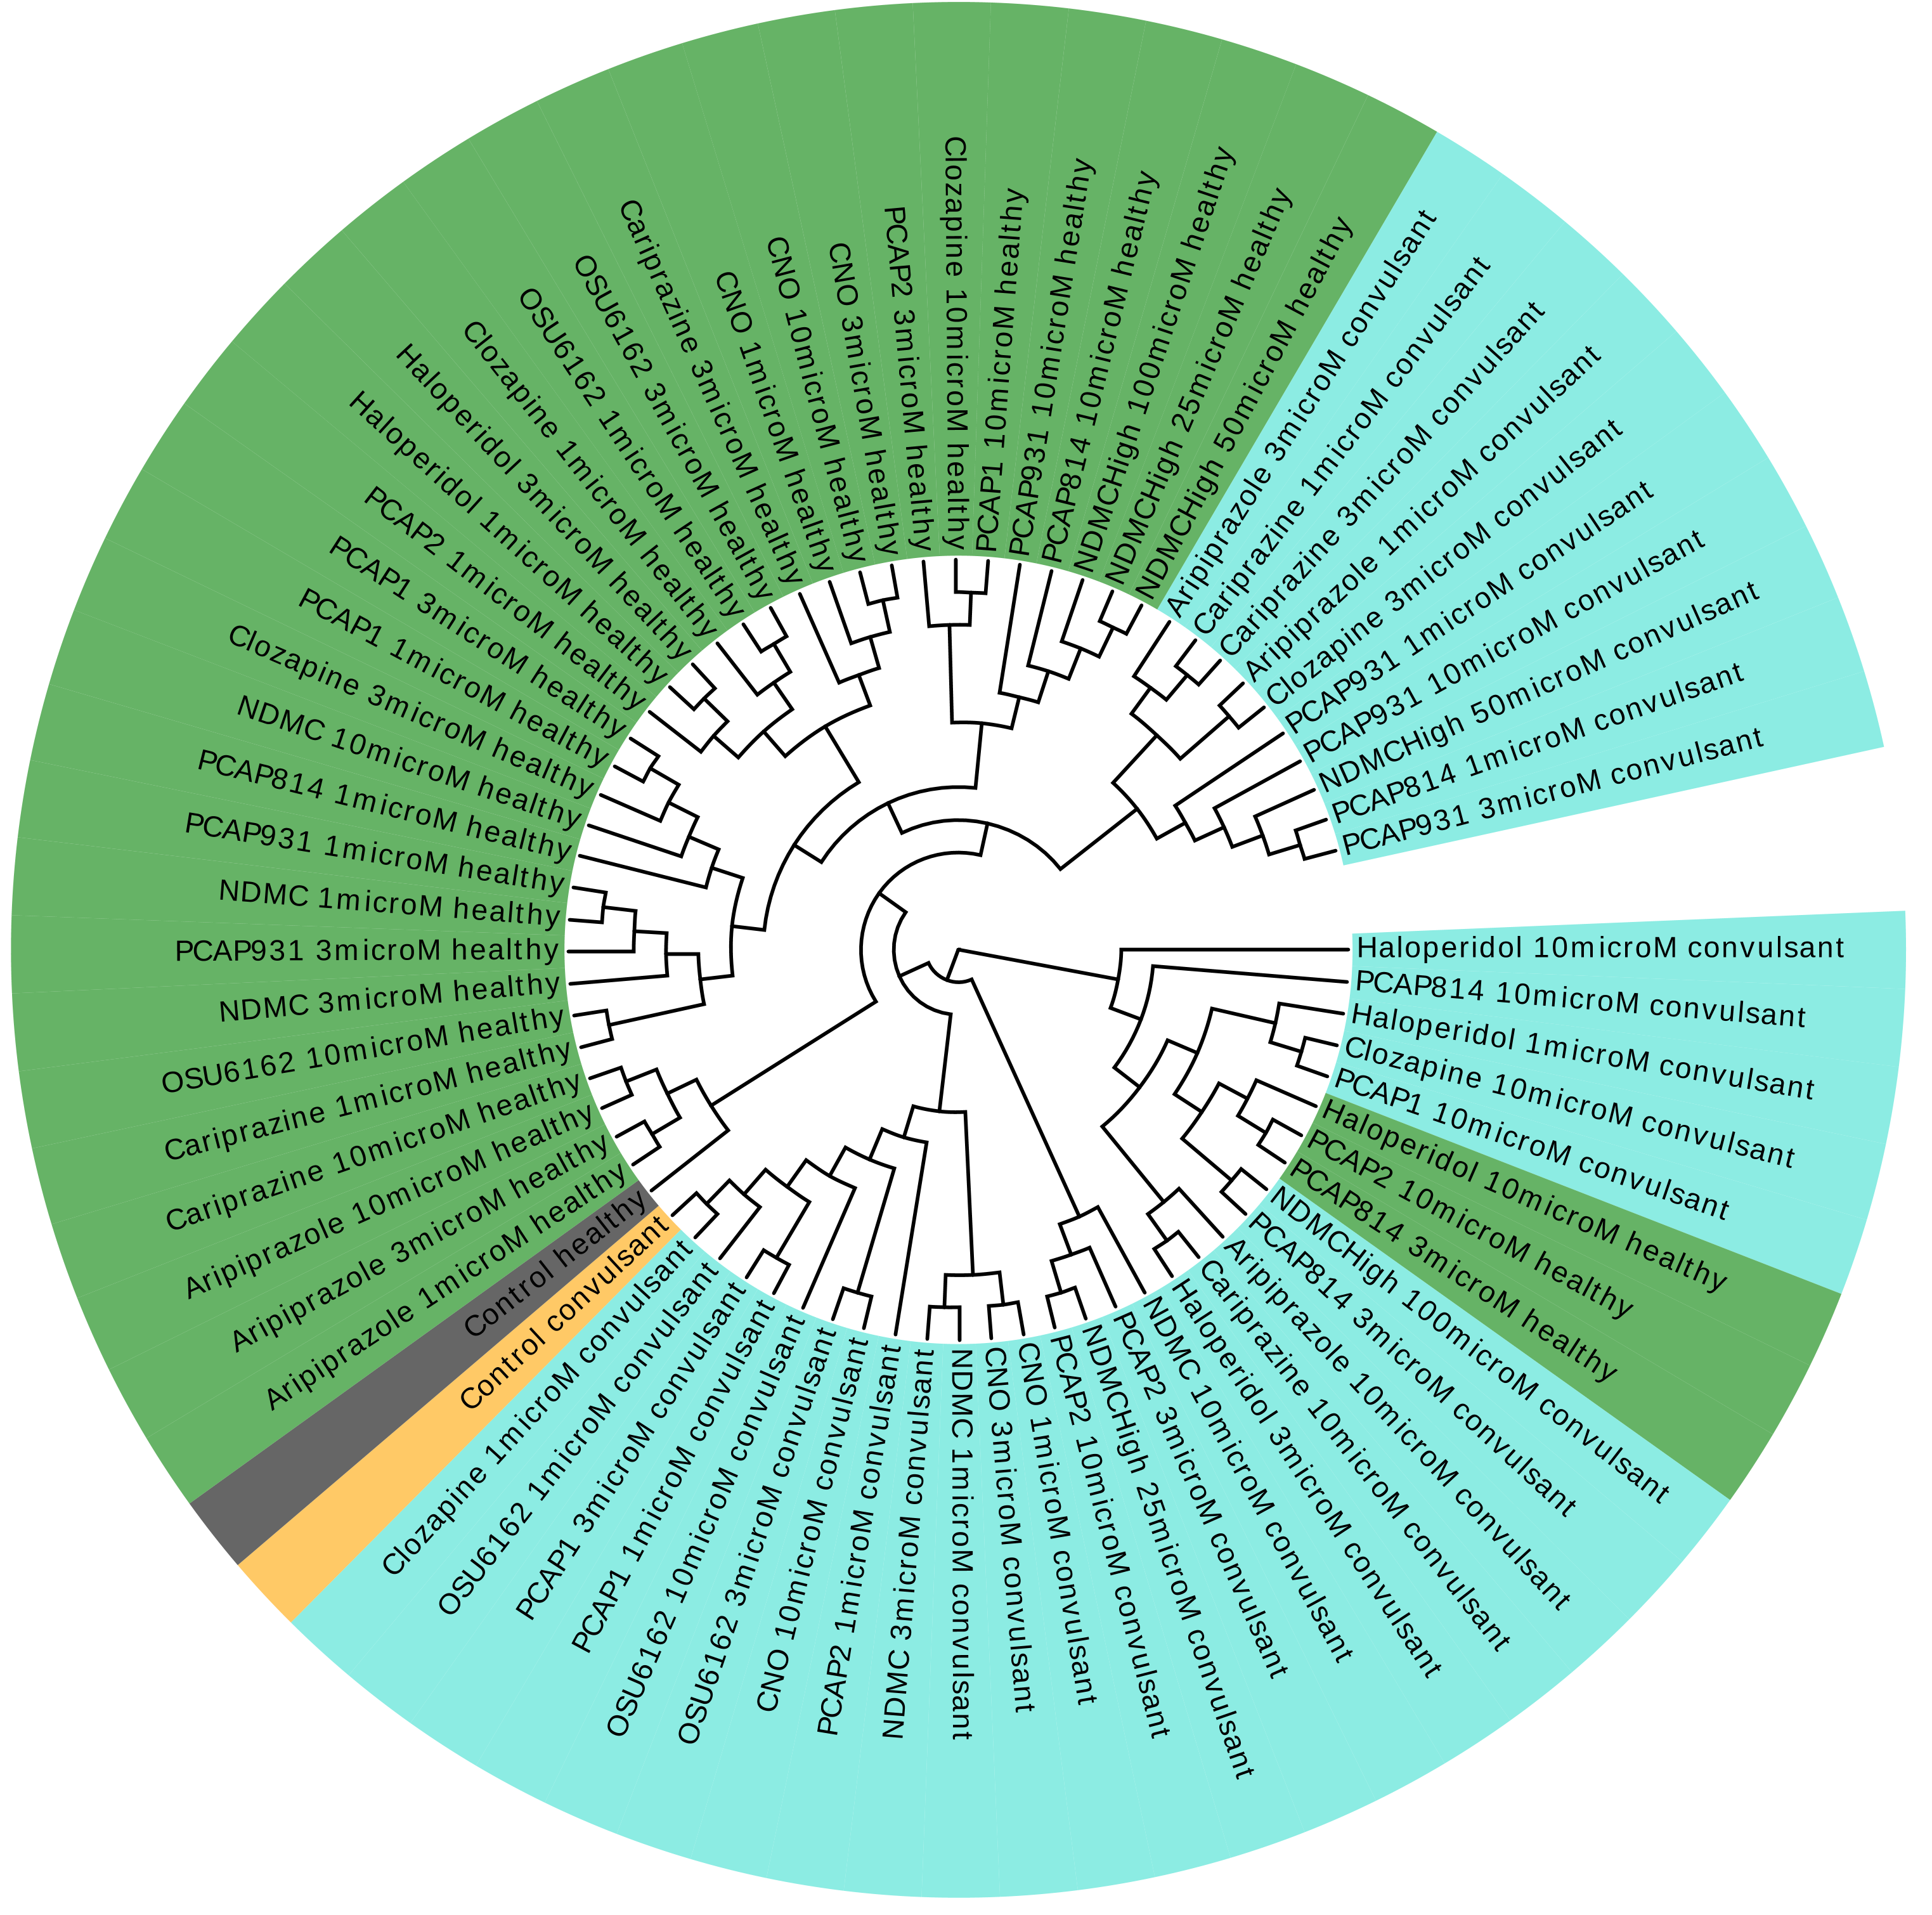 Haloperidol 10microM convulsant
PCAP814 10microM convulsant
Haloperidol 1microM convulsant
Clozapine 10microM convulsant
PCAP1 10microM convulsant
Haloperidol 10microM healthy
PCAP2 10microM healthy
PCAP814 3microM healthy
NDMCHigh 100microM convulsant
PCAP814 3microM convulsant
Aripiprazole 10microM convulsant
Cariprazine 10microM convulsant
Haloperidol 3microM convulsant
NDMC 10microM convulsant
PCAP2 3microM convulsant
NDMCHigh 25microM convulsant
PCAP2 10microM convulsant
CNO 1microM convulsant
CNO 3microM convulsant
NDMC 1microM convulsant
NDMC 3microM convulsant
PCAP2 1microM convulsant
CNO 10microM convulsant
OSU6162 3microM convulsant
OSU6162 10microM convulsant
PCAP1 1microM convulsant
PCAP1 3microM convulsant
OSU6162 1microM convulsant
Clozapine 1microM convulsant
Control convulsant
Control healthy
Aripiprazole 1microM healthy
Aripiprazole 3microM healthy
Aripiprazole 10microM healthy
Cariprazine 10microM healthy
Cariprazine 1microM healthy
OSU6162 10microM healthy
NDMC 3microM healthy
PCAP931 3microM healthy
NDMC 1microM healthy
PCAP931 1microM healthy
PCAP814 1microM healthy
NDMC 10microM healthy
Clozapine 3microM healthy
PCAP1 1microM healthy
PCAP1 3microM healthy
PCAP2 1microM healthy
Haloperidol 1microM healthy
Haloperidol 3microM healthy
Clozapine 1microM healthy
OSU6162 1microM healthy
OSU6162 3microM healthy
Cariprazine 3microM healthy
CNO 1microM healthy
CNO 10microM healthy
CNO 3microM healthy
PCAP2 3microM healthy
Clozapine 10microM healthy
PCAP1 10microM healthy
PCAP931 10microM healthy
PCAP814 10microM healthy
NDMCHigh 100microM healthy
NDMCHigh 25microM healthy
NDMCHigh 50microM healthy
Aripiprazole 3microM convulsant
Cariprazine 1microM convulsant
Cariprazine 3microM convulsant
Aripiprazole 1microM convulsant
Clozapine 3microM convulsant
PCAP931 1microM convulsant
PCAP931 10microM convulsant
NDMCHigh 50microM convulsant
PCAP814 1microM convulsant
PCAP931 3microM convulsant